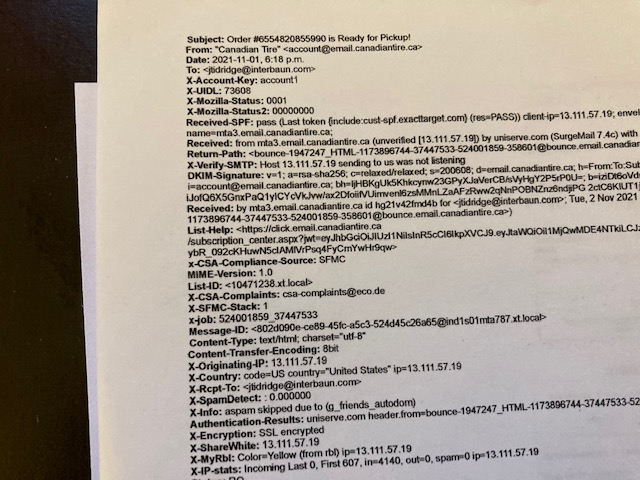 Subject: Order #6554820855990 is Ready for Pickup!
From: "Canadian Tire" <account@email.canadiantire.ca>
Date: 2021-11-01, 6:18 p.m.
To: <jtidridge@interbaun.com>
X-Account-Key: account1
X-UIDL: 73608
X-Mozilla-Status: 0001
X-Mozilla-Status2: 00000000
Received-SPF: pass (Last token {include:cust-spf.exacttarget.com} (res=PASS)) client-ip=13.111.57.19; envel
name=mta3.email.canadiantire.ca;
Received: from mta3.email.canadiantire.ca (unverified [13.111.57.19]) by uniserve.com (SurgeMail 7.4c) with
Return-Path: <bounce-1947247_HTML-1173896744-37447533-524001859-358601@bounce.email.canadiantire.ca
X-Verify-SMTP: Host 13.111.57.19 sending to us was not listening
DKIM-Signature: v=1; a=rsa-sha256; c=relaxed/relaxed; s=200608; d=email.canadiantire.ca; h=From:To:Sub
i=account@email.canadiantire.ca;
Received: by mta3.email.canadiantire.ca id hg21v42fmd4b for <jtidridge@interbaun.com>; Tue, 2 Nov 2021
1173896744-37447533-524001859-358601@bounce.email.canadiantire.ca>)
List-Help: <https://click.email.canadiantire.ca
/subscription_center.aspx?jwt=
X-CSA-Compliance-Source: SFMC
MIME-Version: 1.0
List-ID: <10471238.xt.local>
X-CSA-Complaints: csa-complaints@eco.de
X-SFMC-Stack: 1
x-job: 524001859_37447533
Message-ID: <802d090e-ce89-45fc-a5c3-524d45c26a65@ind1s01mta787.xt.local>
Content-Type: text/html; charset="utf-8"
Content-Transfer-Encoding: 8bit
X-Originating-IP: 13.111.57.19
X-Country: code=US country="United States" ip=13.111.57.19
X-Rcpt-To: <jtidridge@interbaun.com>
X-SpamDetect: : 0.000000
X-Info: aspam skipped due to (g_friends_autodom)
Authentication-Results: uniserve.com header.from=bounce-1947247_HTML-1173896744-37447533-52
X-Encryption: SSL encrypted
X-ShareWhite: 13.111.57.19
X-MyRbl: Color=Yellow (from rbl) ip=13.111.57.19
X-IP-stats: Incoming Last 0, First 607, in=4140, out=0, spam=0 ip=13.111.57.19